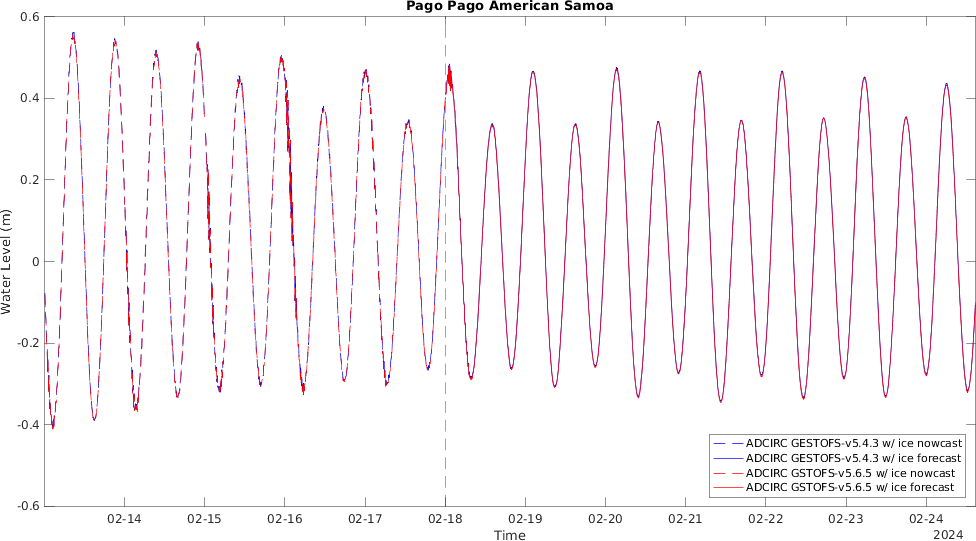 Pago Pago American Samoa
0.6
0.4
0.2
0
-0.2
-0.4
-0.6
Water Level (m)
02-14 02-15 02-16 02-17 02-18 02-19 02-20 02-21 02-22 02-23 02-24
Time
2024
ADCIRC GESTOFS-v5.4.3 w/ ice nowcast
ADCIRC GESTOFS-v5.4.3 w/ ice forecast
ADCIRC GSTOFS-v5.6.5 w/ ice nowcast
ADCIRC GSTOFS-v5.6.5 w/ ice forecast